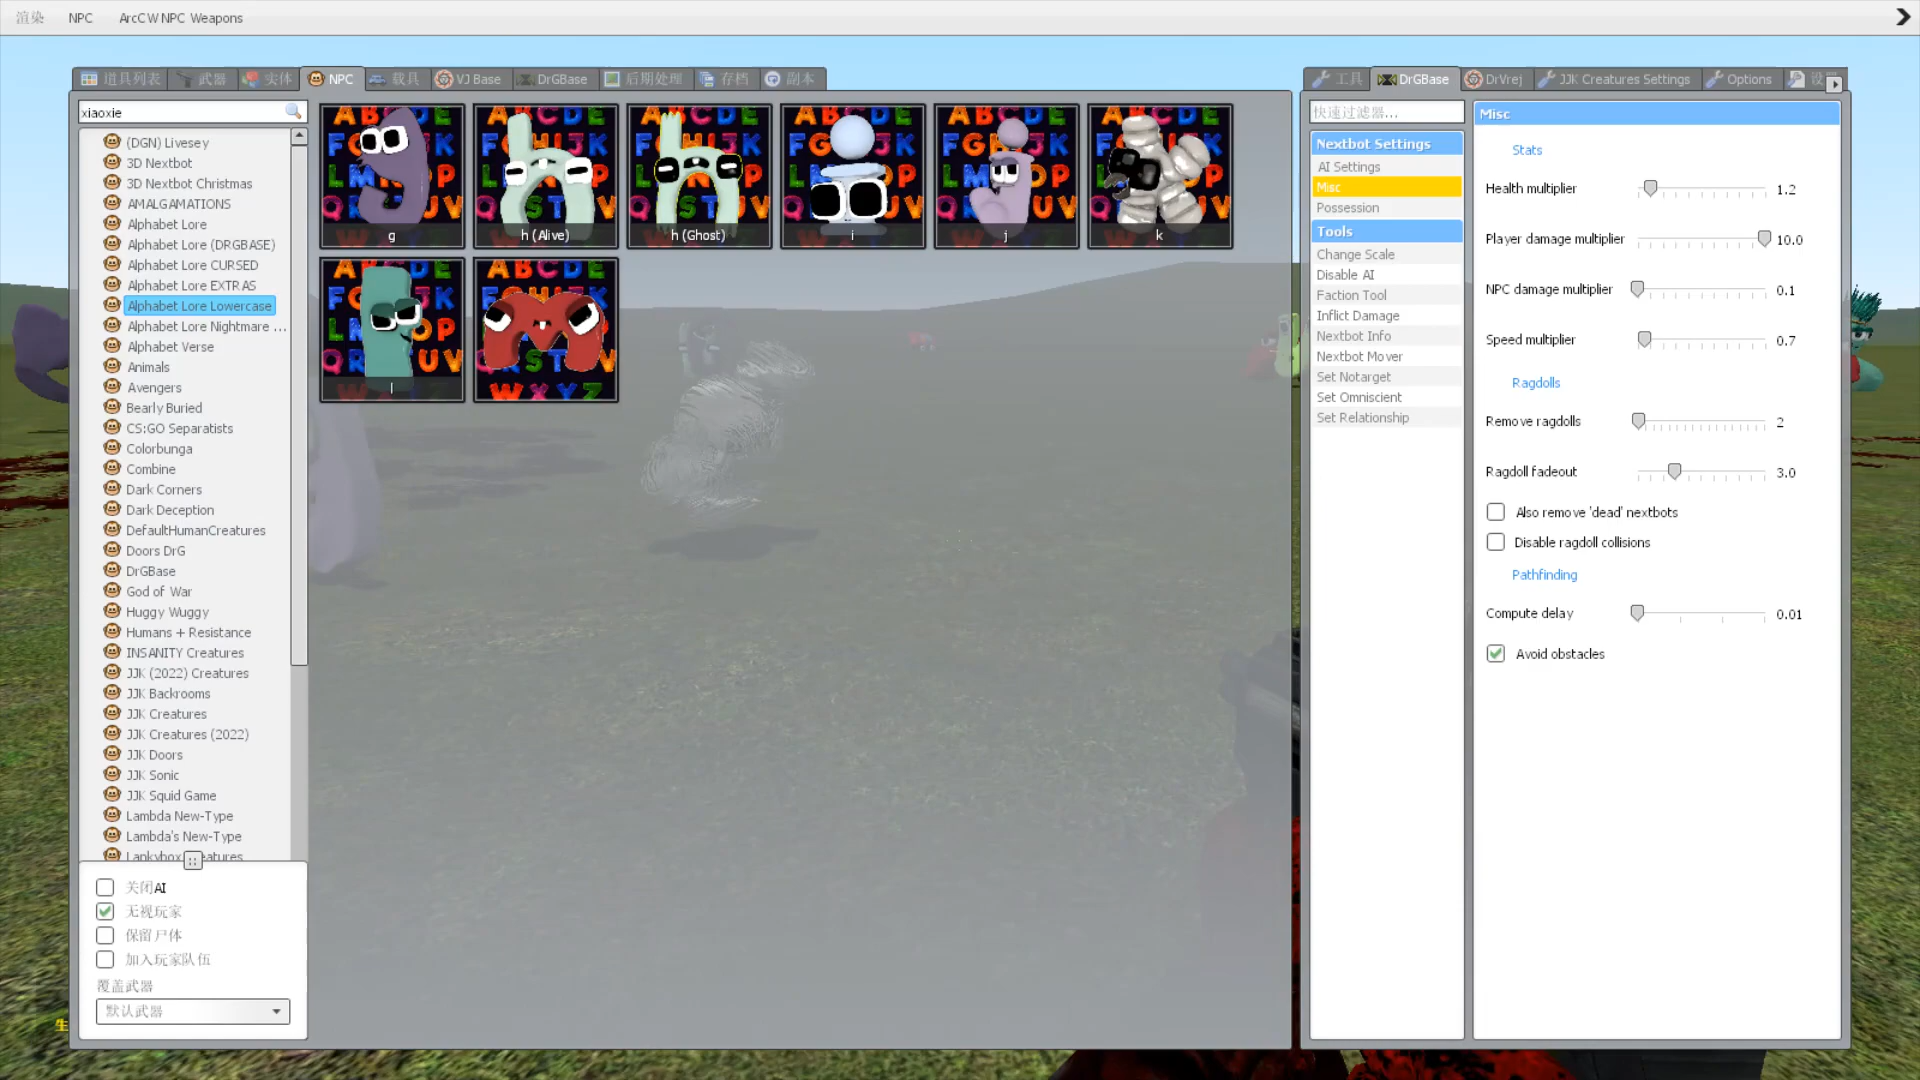 渲染 NPC ArcCW NPC Weapons
道具列表 武器 实体 NPC 载具 VJ Base DrGBase 后期处理 存档 副本
工具 DrGBase DrVrej JJK Creatures Settings Options
xiaoxie
(DGN) Livesey
3D Nextbot
3D Nextbot Christmas
AMALGAMATIONS
Alphabet Lore
Alphabet Lore (DRGBASE)
Alphabet Lore CURSED
Alphabet Lore EXTRAS
Alphabet Lore Lowercase
Alphabet Lore Nightmare ...
Alphabet Verse
Animals
Avengers
Bearly Buried
CS:GO Separatists
Colorbunga
Combine
Dark Corners
Dark Deception
DefaultHumanCreatures
Doors DrG
DrGBase
God of War
Huggy Wuggy
Humans + Resistance
INSANITY Creatures
JJK (2022) Creatures
JJK Backrooms
JJK Creatures
JJK Creatures (2022)
JJK Doors
JJK Sonic
JJK Squid Game
Lambda New-Type
Lambda's New-Type
关闭AI
无视玩家
保留尸体
加入玩家队伍
覆盖武器
默认武器
g
h (Alive)
h (Ghost)
i
j
k
l
快速过滤器...
Nextbot Settings
AI Settings
Misc
Possession
Tools
Change Scale
Disable AI
Faction Tool
Inflict Damage
Nextbot Info
Nextbot Mover
Set Notarget
Set Omniscient
Set Relationship
Misc
Stats
Health multiplier 1.2
Player damage multiplier 10.0
NPC damage multiplier 0.1
Speed multiplier 0.7
Ragdolls
Remove ragdolls 2
Ragdoll fadeout 3.0
Also remove 'dead' nextbots
Disable ragdoll collisions
Pathfinding
Compute delay 0.01
Avoid obstacles
生